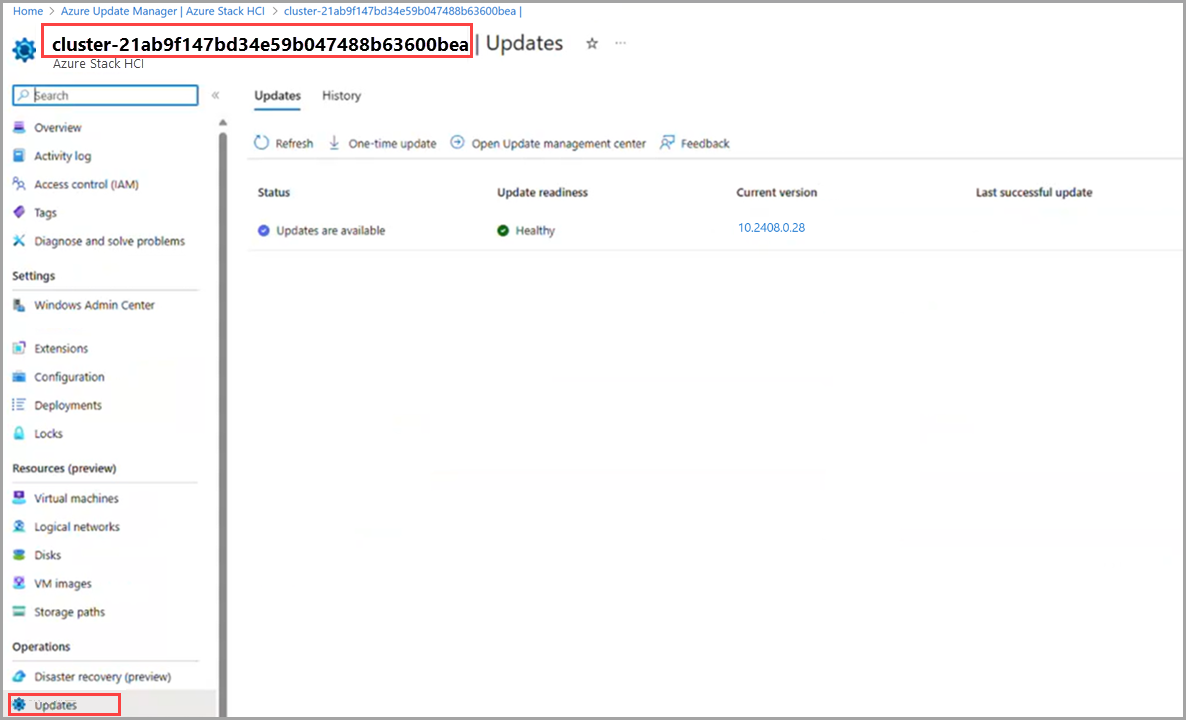 Home > Azure Update Manager | Azure Stack HCI > cluster-21ab9f147bd34e59b047488b63600bea |
cluster-21ab9f147bd34e59b047488b63600bea | Updates
Azure Stack HCI
Search
Overview
Activity log
Access control (IAM)
Tags
Diagnose and solve problems
Settings
Windows Admin Center
Extensions
Configuration
Deployments
Locks
Resources (preview)
Virtual machines
Logical networks
Disks
VM images
Storage paths
Operations
Disaster recovery (preview)
Updates
Updates History
Refresh One-time update Open Update management center Feedback
Status Update readiness Current version Last successful update
Updates are available Healthy 10.2408.0.28